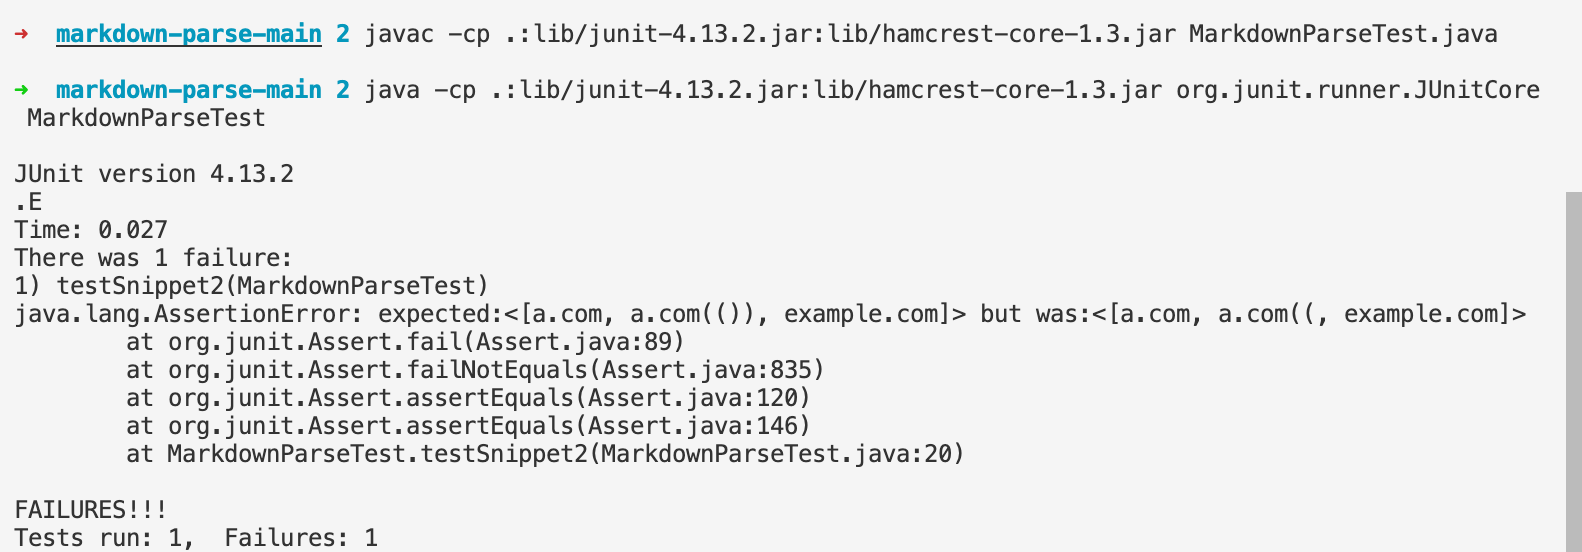 ➜  markdown-parse-main 2 javac -cp .:lib/junit-4.13.2.jar:lib/hamcrest-core-1.3.jar MarkdownParseTest.java
➜  markdown-parse-main 2 java -cp .:lib/junit-4.13.2.jar:lib/hamcrest-core-1.3.jar org.junit.runner.JUnitCore
 MarkdownParseTest
JUnit version 4.13.2
.E
Time: 0.027
There was 1 failure:
1) testSnippet2(MarkdownParseTest)
java.lang.AssertionError: expected:<[a.com, a.com(()), example.com]> but was:<[a.com, a.com((, example.com]>
        at org.junit.Assert.fail(Assert.java:89)
        at org.junit.Assert.failNotEquals(Assert.java:835)
        at org.junit.Assert.assertEquals(Assert.java:120)
        at org.junit.Assert.assertEquals(Assert.java:146)
        at MarkdownParseTest.testSnippet2(MarkdownParseTest.java:20)
FAILURES!!!
Tests run: 1,  Failures: 1